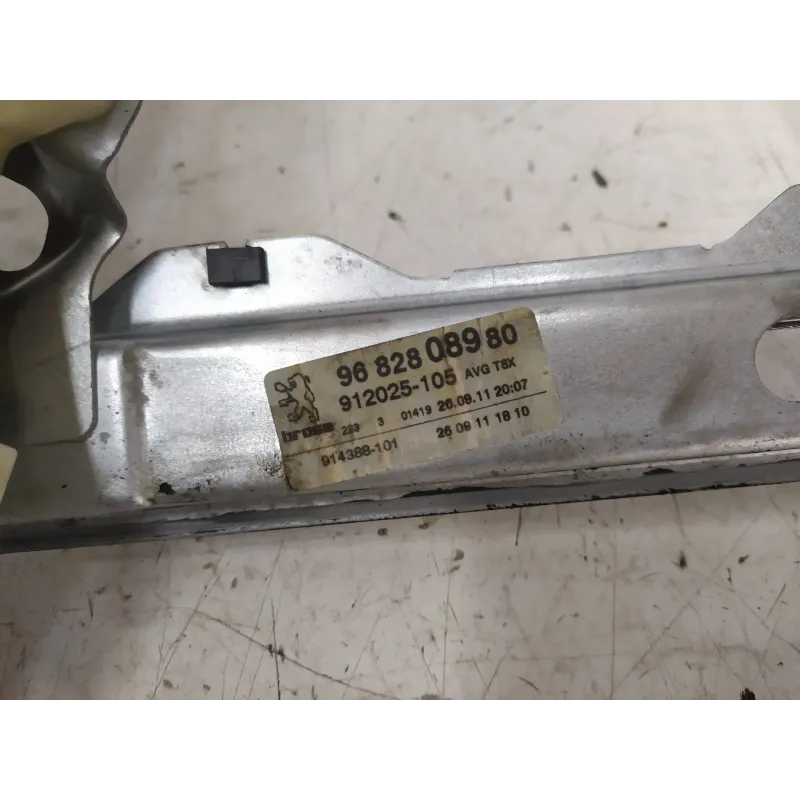 96 828 089 80
912025-105 AVG T8X
brose 223 3 01419 26.09.11 20:07
914388-101 26 09 11 18 10